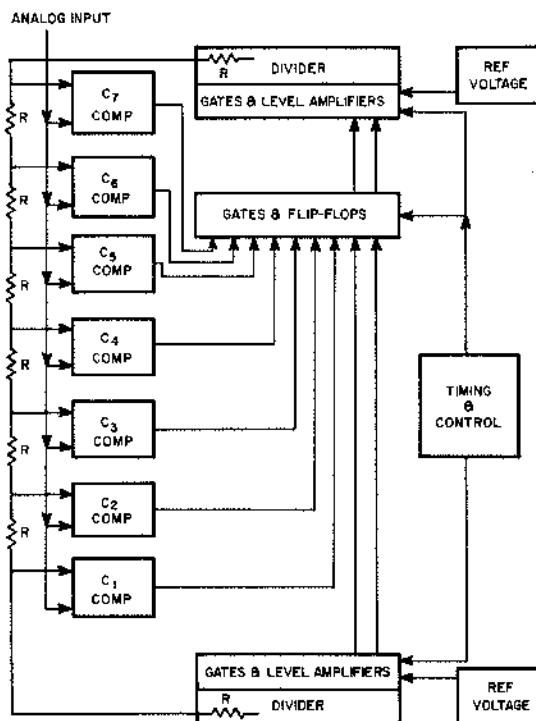 ANALOG INPUT
R
DIVIDER
GATES & LEVEL AMPLIFIERS
REF
VOLTAGE
C7
COMP
R
C6
COMP
R
GATES & FLIP-FLOPS
C5
COMP
R
C4
COMP
R
TIMING
&
CONTROL
C3
COMP
R
C2
COMP
R
C1
COMP
GATES & LEVEL AMPLIFIERS
R
DIVIDER
REF
VOLTAGE